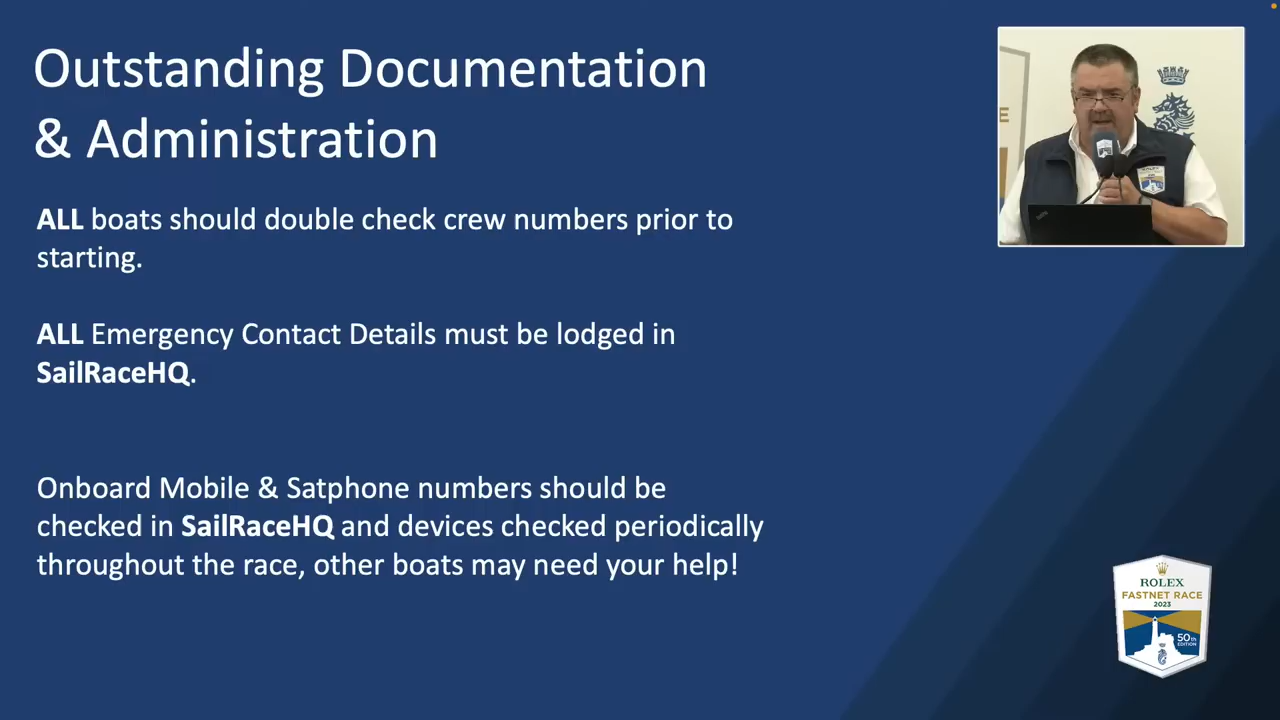 Outstanding Documentation
& Administration
ALL boats should double check crew numbers prior to
starting.
ALL Emergency Contact Details must be lodged in
SailRaceHQ.
Onboard Mobile & Satphone numbers should be
checked in SailRaceHQ and devices checked periodically
throughout the race, other boats may need your help!
ROLEX
FASTNET RACE
2023
50th
EDITION